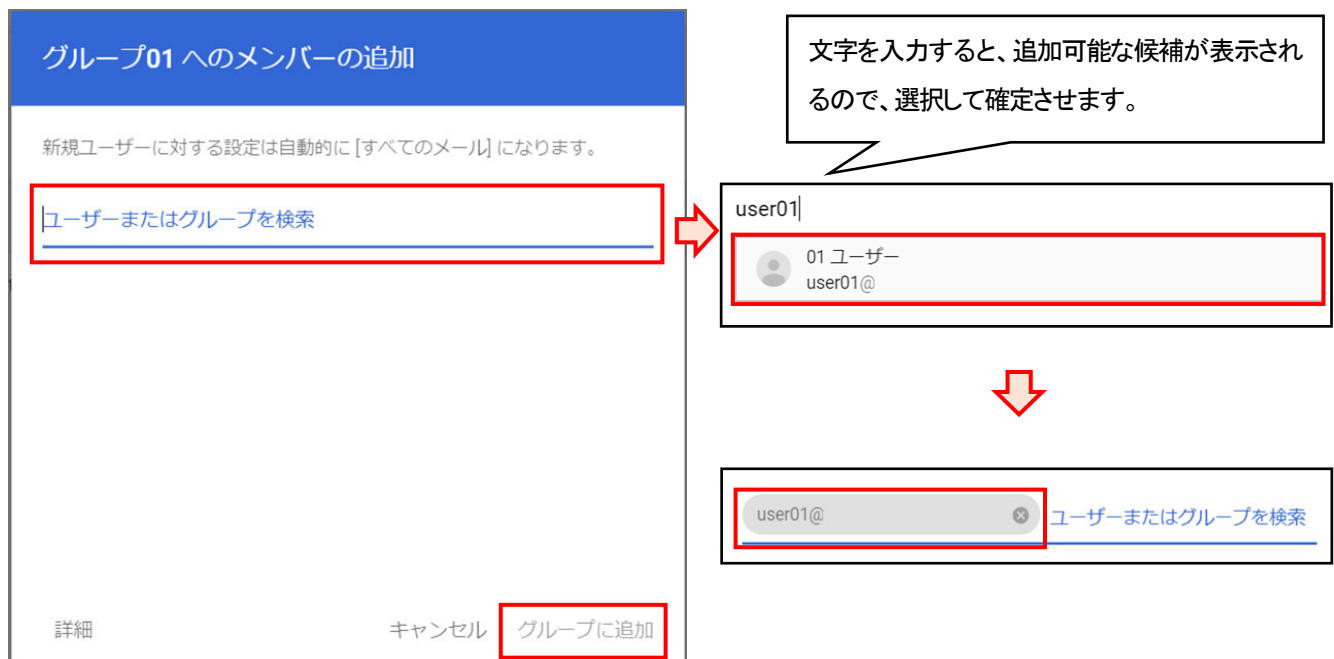 グループ01 へのメンバーの追加
新規ユーザーに対する設定は自動的に [すべてのメール] になります。
ユーザーまたはグループを検索
詳細
キャンセル
グループに追加
文字を入力すると、追加可能な候補が表示され
るので、選択して確定させます。
user01
01 ユーザー
user01@
user01@
ユーザーまたはグループを検索